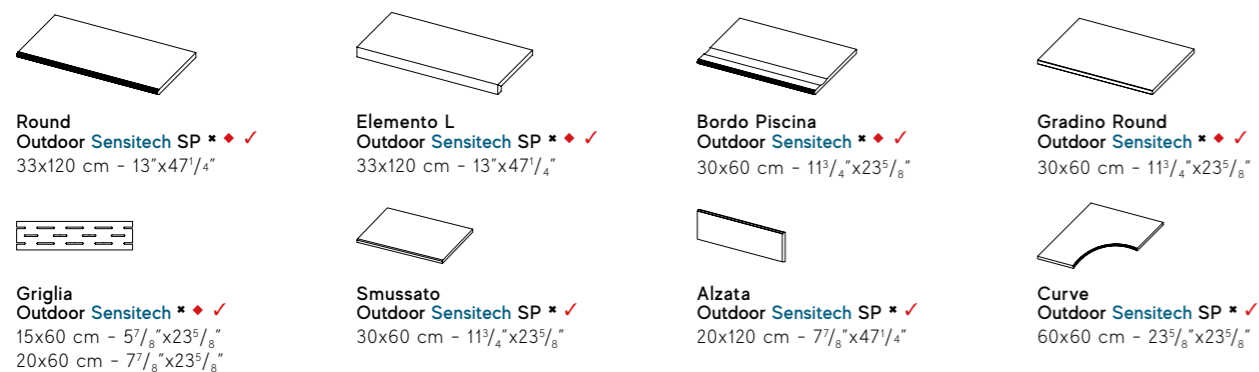 Round
Outdoor Sensitech SP ✖ ◆ ✓
33x120 cm - 13"x47¹/₄"
Elemento L
Outdoor Sensitech SP ✖ ◆ ✓
33x120 cm - 13"x47¹/₄"
Bordo Piscina
Outdoor Sensitech ✖ ◆ ✓
30x60 cm - 11³/₄"x23⁵/₈"
Gradino Round
Outdoor Sensitech ✖ ◆ ✓
30x60 cm - 11³/₄"x23⁵/₈"
Griglia
Outdoor Sensitech ✖ ◆ ✓
15x60 cm - 5⁷/₈"x23⁵/₈"
20x60 cm - 7⁷/₈"x23⁵/₈"
Smussato
Outdoor Sensitech SP ✖ ✓
30x60 cm - 11³/₄"x23⁵/₈"
Alzata
Outdoor Sensitech SP ✖ ✓
20x120 cm - 7⁷/₈"x47¹/₄"
Curve
Outdoor Sensitech SP ✖ ✓
60x60 cm - 23⁵/₈"x23⁵/₈"